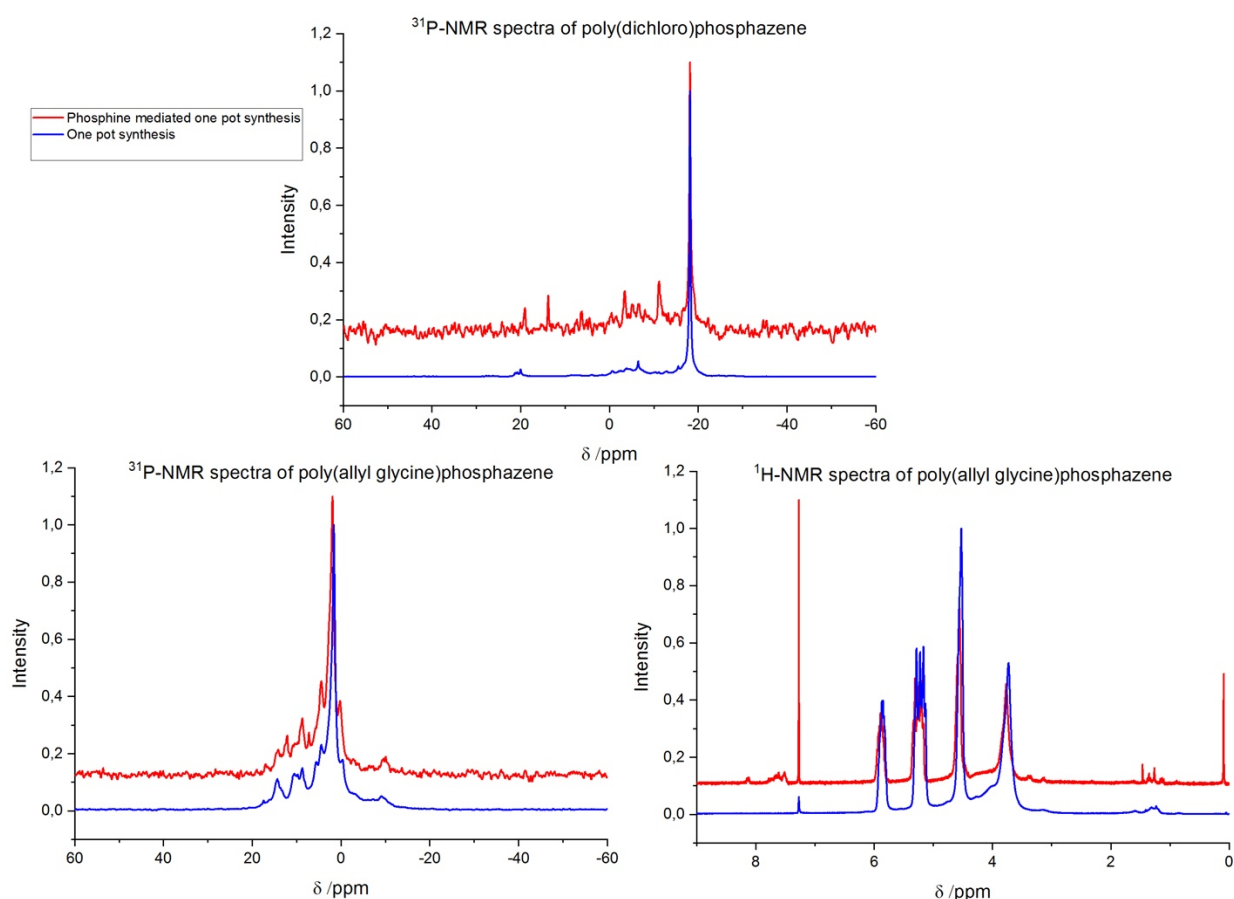 ³¹P-NMR spectra of poly(dichloro)phosphazene
Phosphine mediated one pot synthesis
One pot synthesis
Intensity
1,2
1,0
0,8
0,6
0,4
0,2
0,0
60 40 20 0 -20 -40 -60
δ /ppm
³¹P-NMR spectra of poly(allyl glycine)phosphazene
Intensity
1,2
1,0
0,8
0,6
0,4
0,2
0,0
60 40 20 0 -20 -40 -60
δ /ppm
¹H-NMR spectra of poly(allyl glycine)phosphazene
Intensity
1,2
1,0
0,8
0,6
0,4
0,2
0,0
8 6 4 2 0
δ /ppm